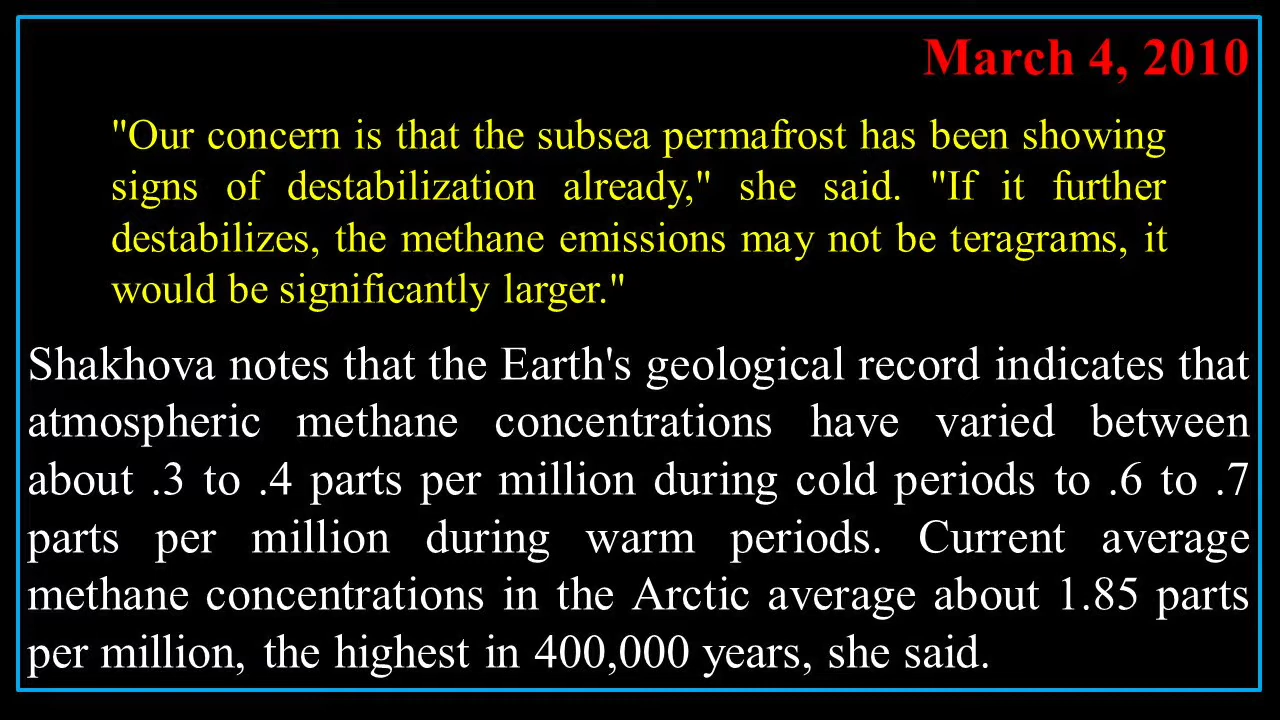 March 4, 2010
"Our concern is that the subsea permafrost has been showing
signs of destabilization already," she said. "If it further
destabilizes, the methane emissions may not be teragrams, it
would be significantly larger."
Shakhova notes that the Earth's geological record indicates that
atmospheric methane concentrations have varied between
about .3 to .4 parts per million during cold periods to .6 to .7
parts per million during warm periods. Current average
methane concentrations in the Arctic average about 1.85 parts
per million, the highest in 400,000 years, she said.